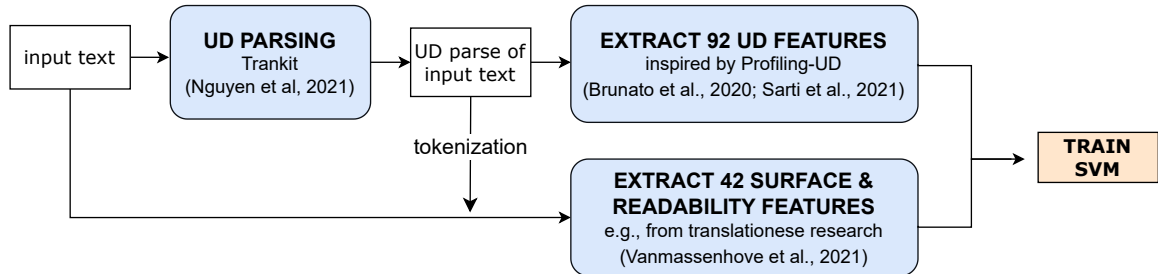 input text
UD PARSING
Trankit
(Nguyen et al, 2021)
UD parse of
input text
EXTRACT 92 UD FEATURES
inspired by Profiling-UD
(Brunato et al., 2020; Sarti et al., 2021)
tokenization
EXTRACT 42 SURFACE &
READABILITY FEATURES
e.g., from translationese research
(Vanmassenhove et al., 2021)
TRAIN
SVM